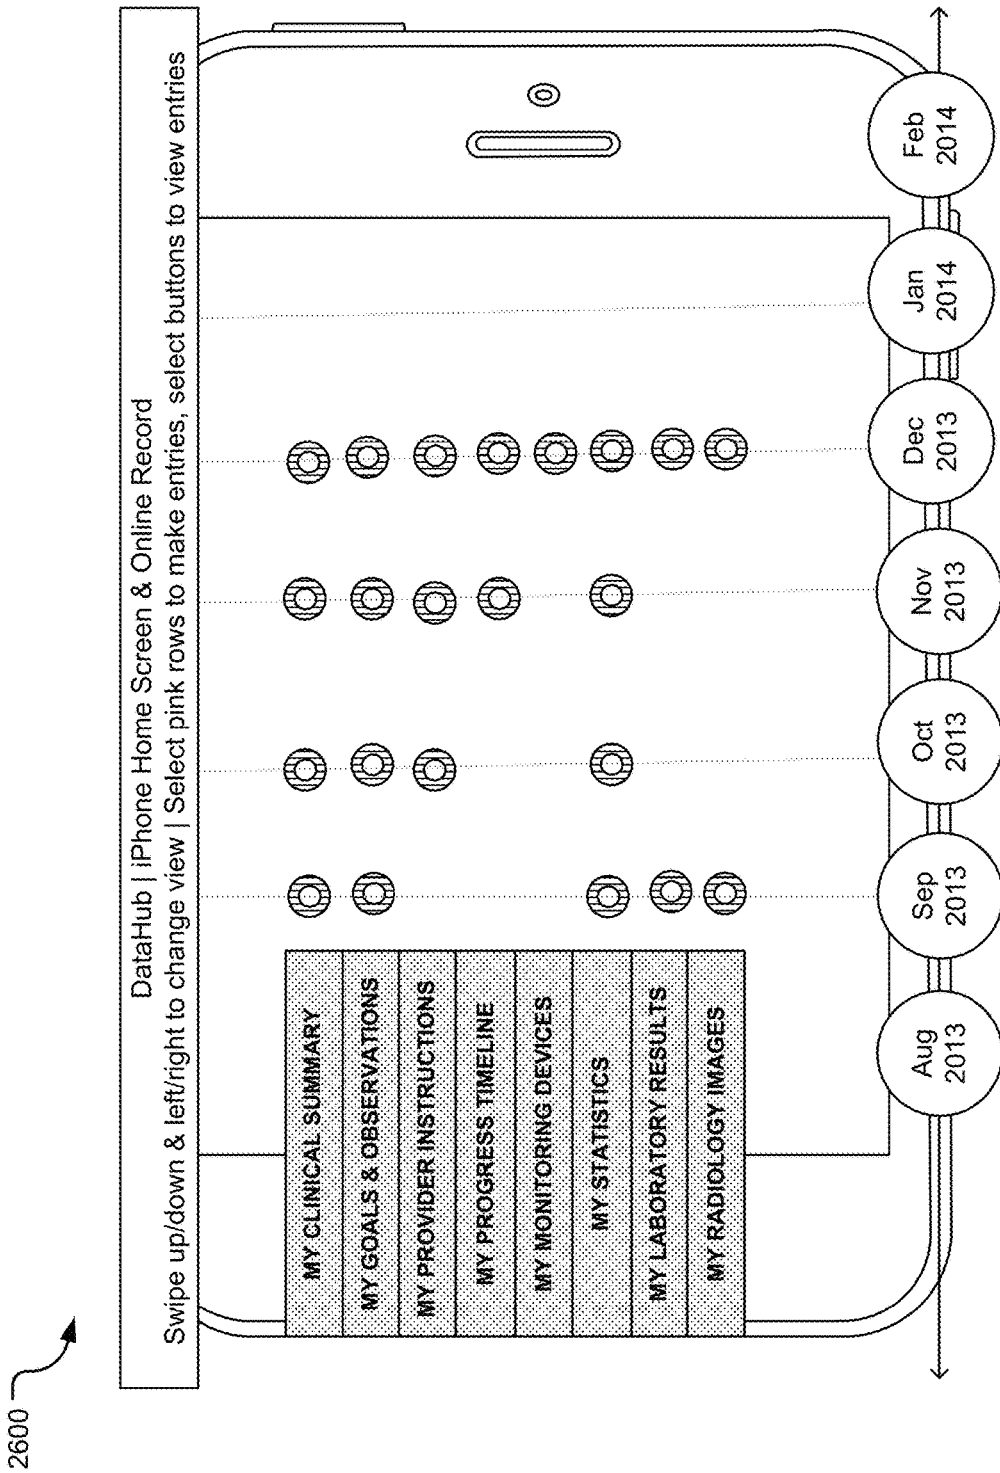 2600
DataHub | iPhone Home Screen & Online Record
Swipe up/down & left/right to change view | Select pink rows to make entries, select buttons to view entries
MY CLINICAL SUMMARY
MY GOALS & OBSERVATIONS
MY PROVIDER INSTRUCTIONS
MY PROGRESS TIMELINE
MY MONITORING DEVICES
MY STATISTICS
MY LABORATORY RESULTS
MY RADIOLOGY IMAGES
Aug
2013
Sep
2013
Oct
2013
Nov
2013
Dec
2013
Jan
2014
Feb
2014